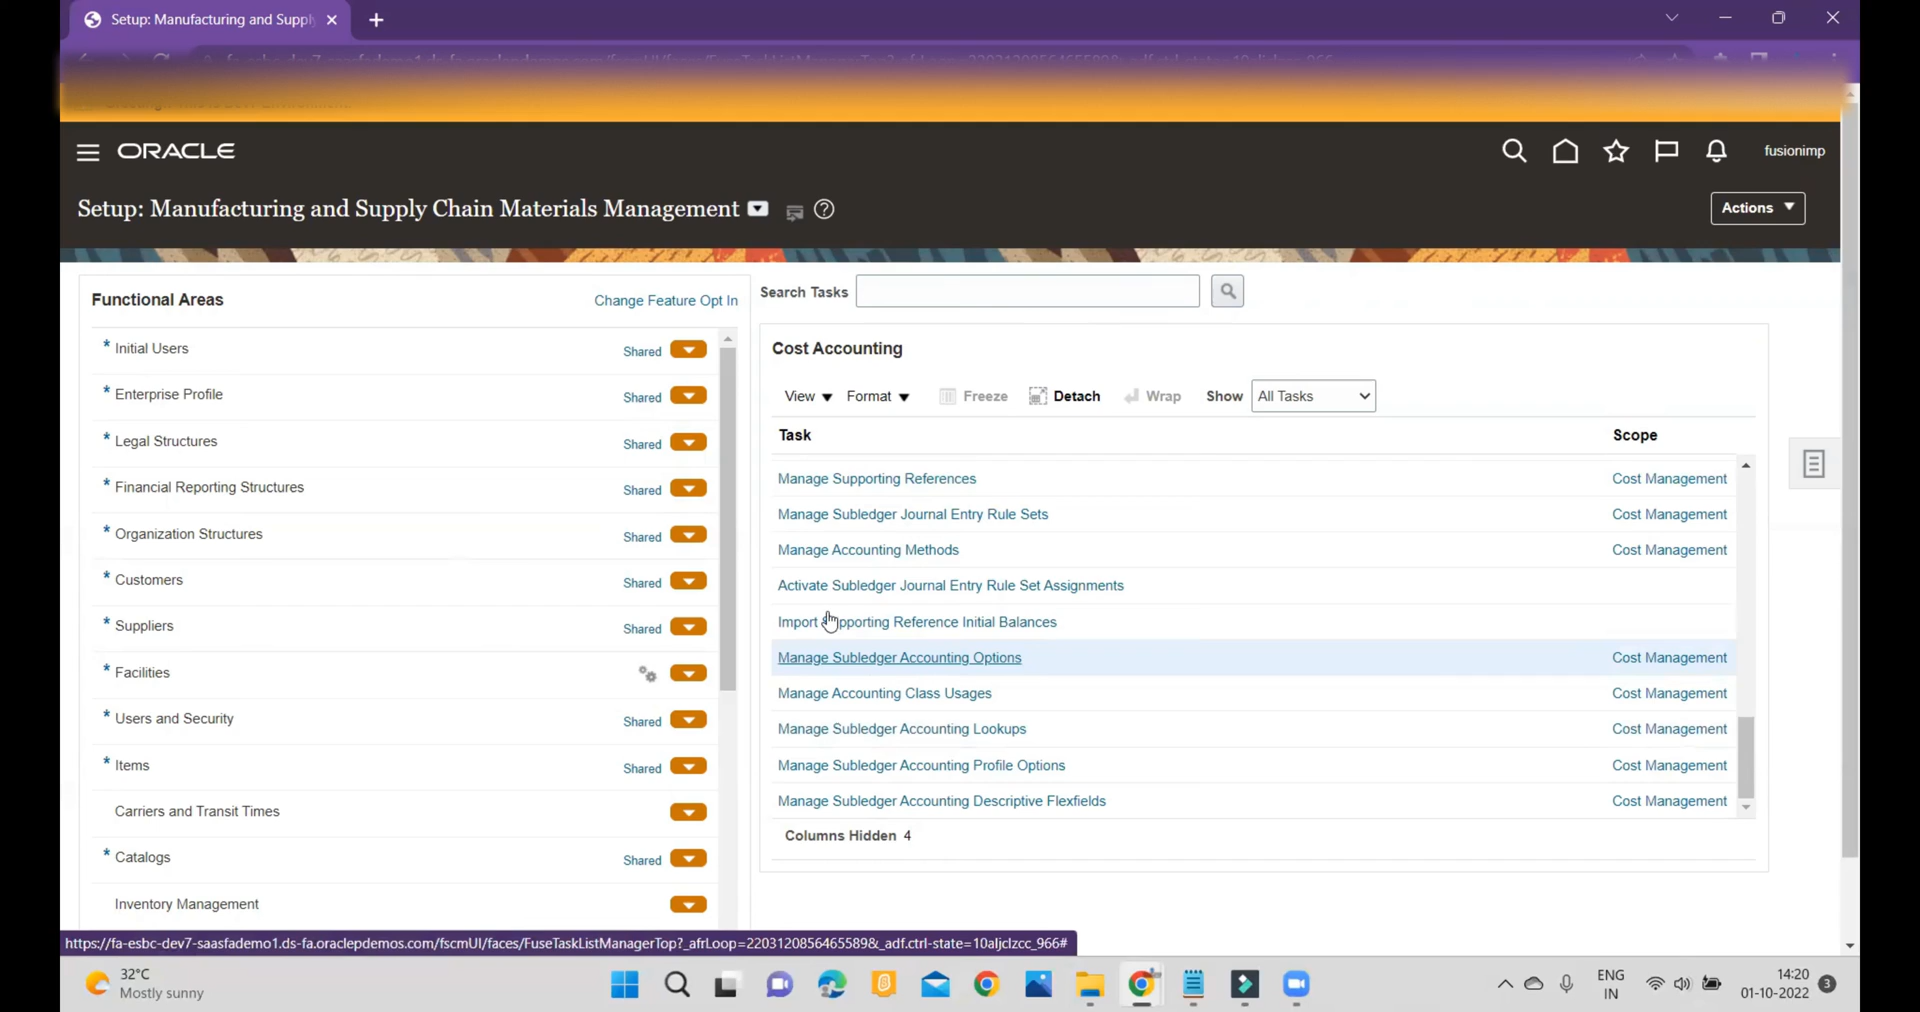 Setup: Manufacturing and Suppl
ORACLE
fusionimp
Setup: Manufacturing and Supply Chain Materials Management
Actions
Functional Areas
Change Feature Opt In
Initial Users
Shared
Enterprise Profile
Shared
Legal Structures
Shared
Financial Reporting Structures
Shared
Organization Structures
Shared
Customers
Shared
Suppliers
Shared
Facilities
Users and Security
Shared
Items
Shared
Carriers and Transit Times
Catalogs
Shared
Inventory Management
Search Tasks
Cost Accounting
View
Format
Freeze
Detach
Wrap
Show
All Tasks
Task
Scope
Manage Supporting References
Cost Management
Manage Subledger Journal Entry Rule Sets
Cost Management
Manage Accounting Methods
Cost Management
Activate Subledger Journal Entry Rule Set Assignments
Import Supporting Reference Initial Balances
Manage Subledger Accounting Options
Cost Management
Manage Accounting Class Usages
Cost Management
Manage Subledger Accounting Lookups
Cost Management
Manage Subledger Accounting Profile Options
Cost Management
Manage Subledger Accounting Descriptive Flexfields
Cost Management
Columns Hidden 4
https://fa-esbc-dev7-saasfademo1.ds-fa.oraclepdemos.com/fscmUI/faces/FuseTaskListManagerTop?_afrLoop=2203120856465589&_adf.ctrl-state=10aljclzcc_966#
32°C
Mostly sunny
ENG
IN
14:20
01-10-2022
3